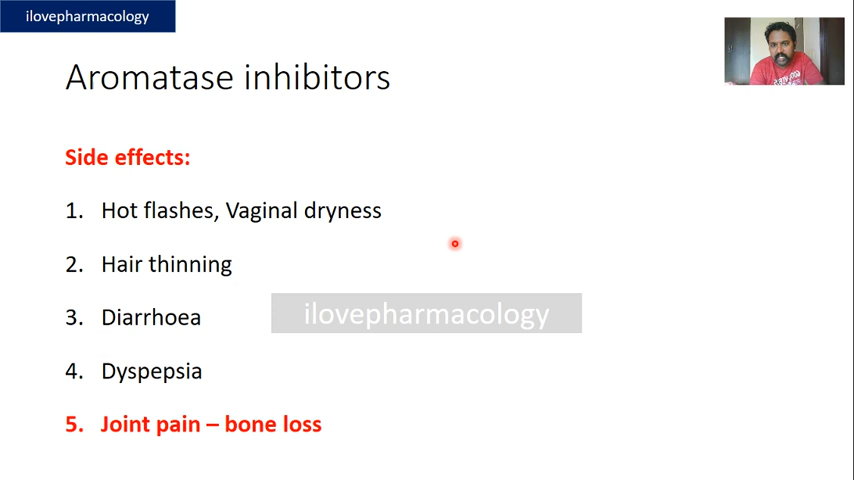 ilovepharmacology
Aromatase inhibitors
Side effects:
1. Hot flashes, Vaginal dryness
2. Hair thinning
ilovepharmacology
3. Diarrhoea
4. Dyspepsia
5. Joint pain – bone loss